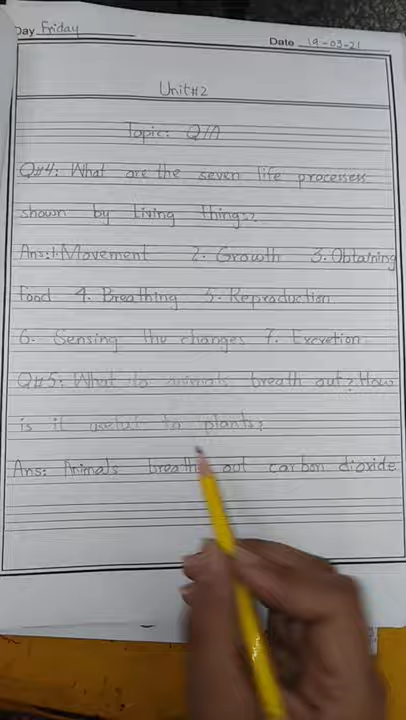 Day Friday
Date 19-03-21
Unit#2
Topic: Q/A
Q#4: What are the seven life processes
shown by living things?
Ans:1.Movement 2. Growth 3. Obtaining
food 4. Breathing 5. Reproduction
6. Sensing the changes 7. Excretion
Q#5: What do animals breath out? How
is it useful to plants?
Ans: Animals breathe out carbon dioxide